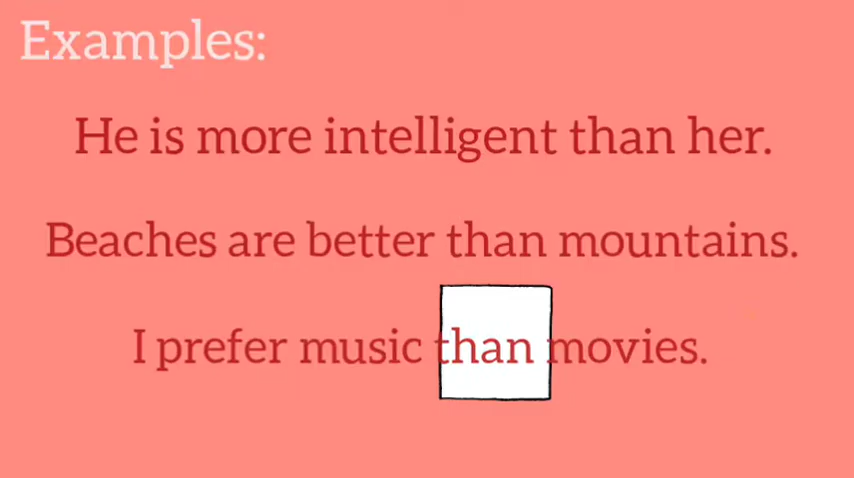 Examples:
He is more intelligent than her.
Beaches are better than mountains.
I prefer music than movies.